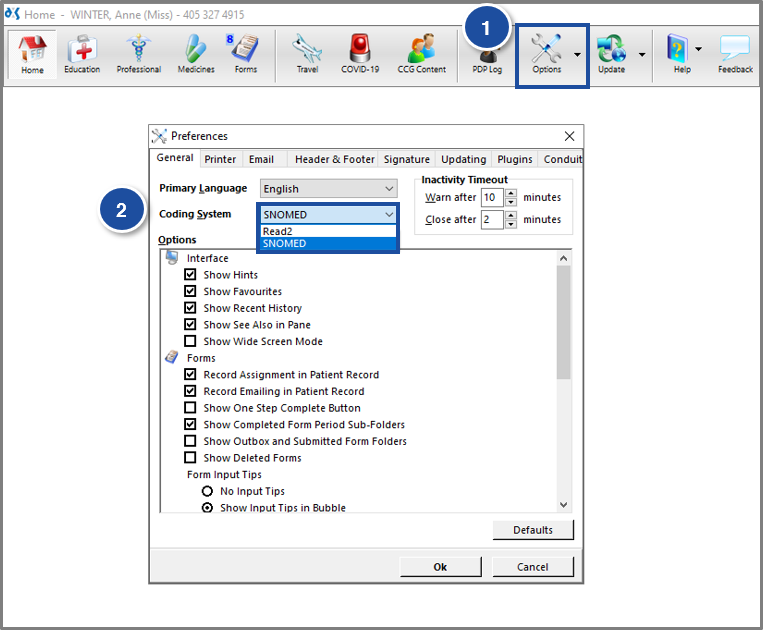 Home - WINTER, Anne (Miss) - 405 327 4915
1
8
Home Education Professional Medicines Forms Travel COVID-19 CCG Content PDP Log Options Update Help Feedback
Preferences
General Printer Email Header & Footer Signature Updating Plugins Conduit
Primary Language English
Inactivity Timeout
Warn after 10 minutes
2
Coding System SNOMED
Close after 2 minutes
Read2
SNOMED
Options
Interface
Show Hints
Show Favourites
Show Recent History
Show See Also in Pane
Show Wide Screen Mode
Forms
Record Assignment in Patient Record
Record Emailing in Patient Record
Show One Step Complete Button
Show Completed Form Period Sub-Folders
Show Outbox and Submitted Form Folders
Show Deleted Forms
Form Input Tips
No Input Tips
Show Input Tips in Bubble
Defaults
Ok Cancel